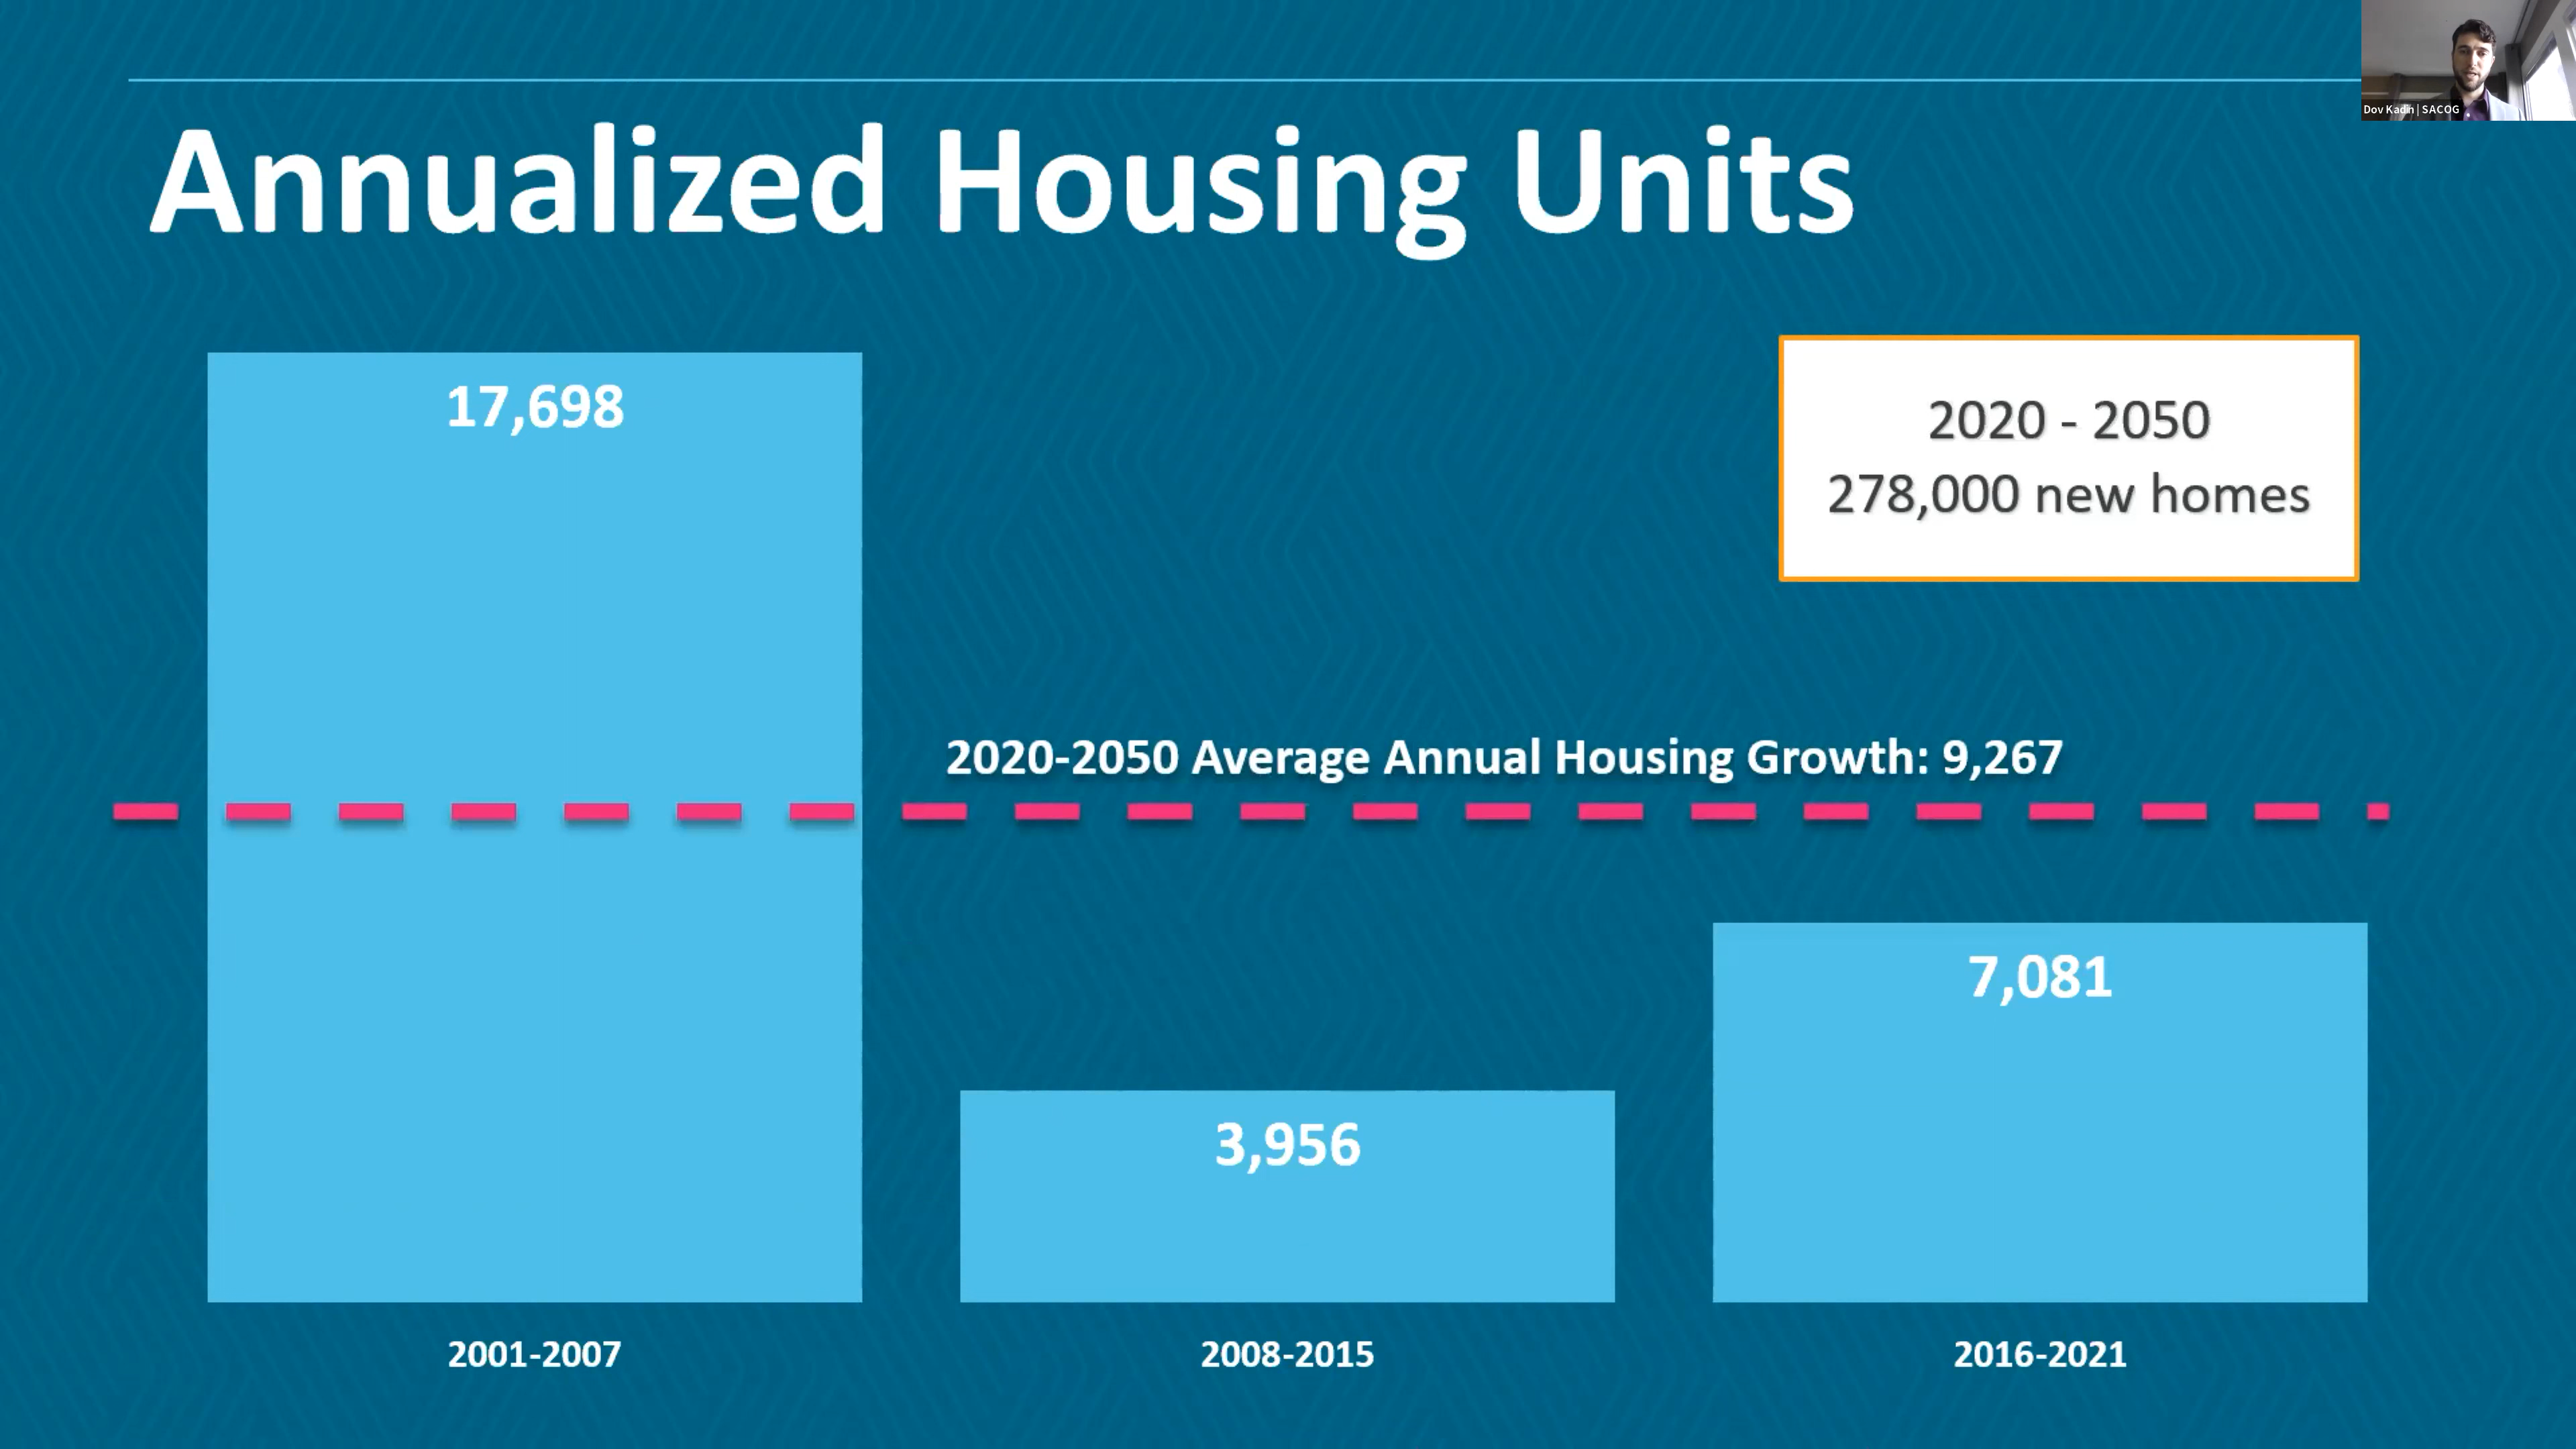 Dov Kadin | SACOG
Annualized Housing Units
17,698
2020 - 2050
278,000 new homes
2020-2050 Average Annual Housing Growth: 9,267
7,081
3,956
2001-2007
2008-2015
2016-2021